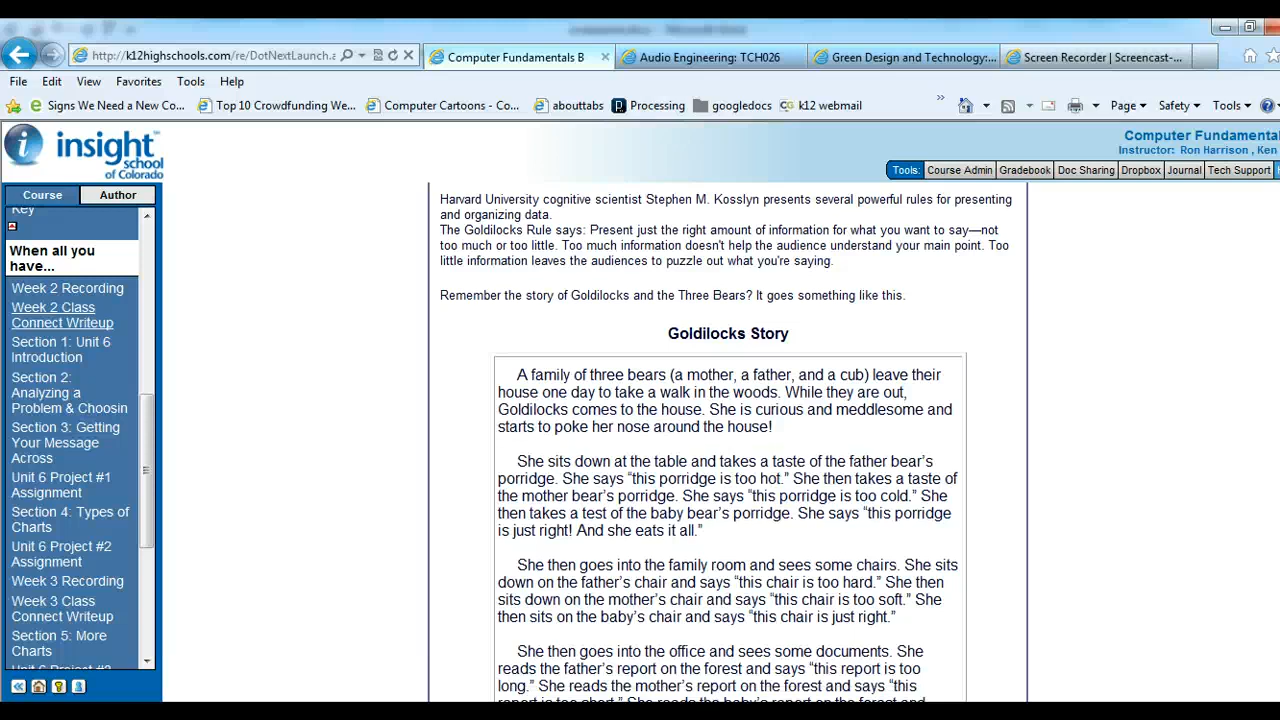 http://k12highschools.com/re/DotNextLaunch.a
Computer Fundamentals B
Audio Engineering: TCH026
Green Design and Technology:...
Screen Recorder | Screencast-...
File Edit View Favorites Tools Help
Signs We Need a New Co...
Top 10 Crowdfunding We...
Computer Cartoons - Co...
abouttabs
Processing
googledocs
k12 webmail
Page
Safety
Tools
insight
school
of Colorado
Computer Fundamenta
Instructor: Ron Harrison , Ken
Tools: Course Admin Gradebook Doc Sharing Dropbox Journal Tech Support
Course Author
Key
When all you
have...
Week 2 Recording
Week 2 Class
Connect Writeup
Section 1: Unit 6
Introduction
Section 2:
Analyzing a
Problem & Choosin
Section 3: Getting
Your Message
Across
Unit 6 Project #1
Assignment
Section 4: Types of
Charts
Unit 6 Project #2
Assignment
Week 3 Recording
Week 3 Class
Connect Writeup
Section 5: More
Charts
Unit 6 Project #3
Harvard University cognitive scientist Stephen M. Kosslyn presents several powerful rules for presenting
and organizing data.
The Goldilocks Rule says: Present just the right amount of information for what you want to say—not
too much or too little. Too much information doesn't help the audience understand your main point. Too
little information leaves the audiences to puzzle out what you're saying.
Remember the story of Goldilocks and the Three Bears? It goes something like this.
Goldilocks Story
A family of three bears (a mother, a father, and a cub) leave their
house one day to take a walk in the woods. While they are out,
Goldilocks comes to the house. She is curious and meddlesome and
starts to poke her nose around the house!
She sits down at the table and takes a taste of the father bear's
porridge. She says “this porridge is too hot.” She then takes a taste of
the mother bear's porridge. She says “this porridge is too cold.” She
then takes a test of the baby bear's porridge. She says “this porridge
is just right! And she eats it all.”
She then goes into the family room and sees some chairs. She sits
down on the father's chair and says “this chair is too hard.” She then
sits down on the mother's chair and says “this chair is too soft.” She
then sits on the baby's chair and says “this chair is just right.”
She then goes into the office and sees some documents. She
reads the father's report on the forest and says “this report is too
long.” She reads the mother's report on the forest and says “this
report is too short.” She reads the baby's report on the forest and